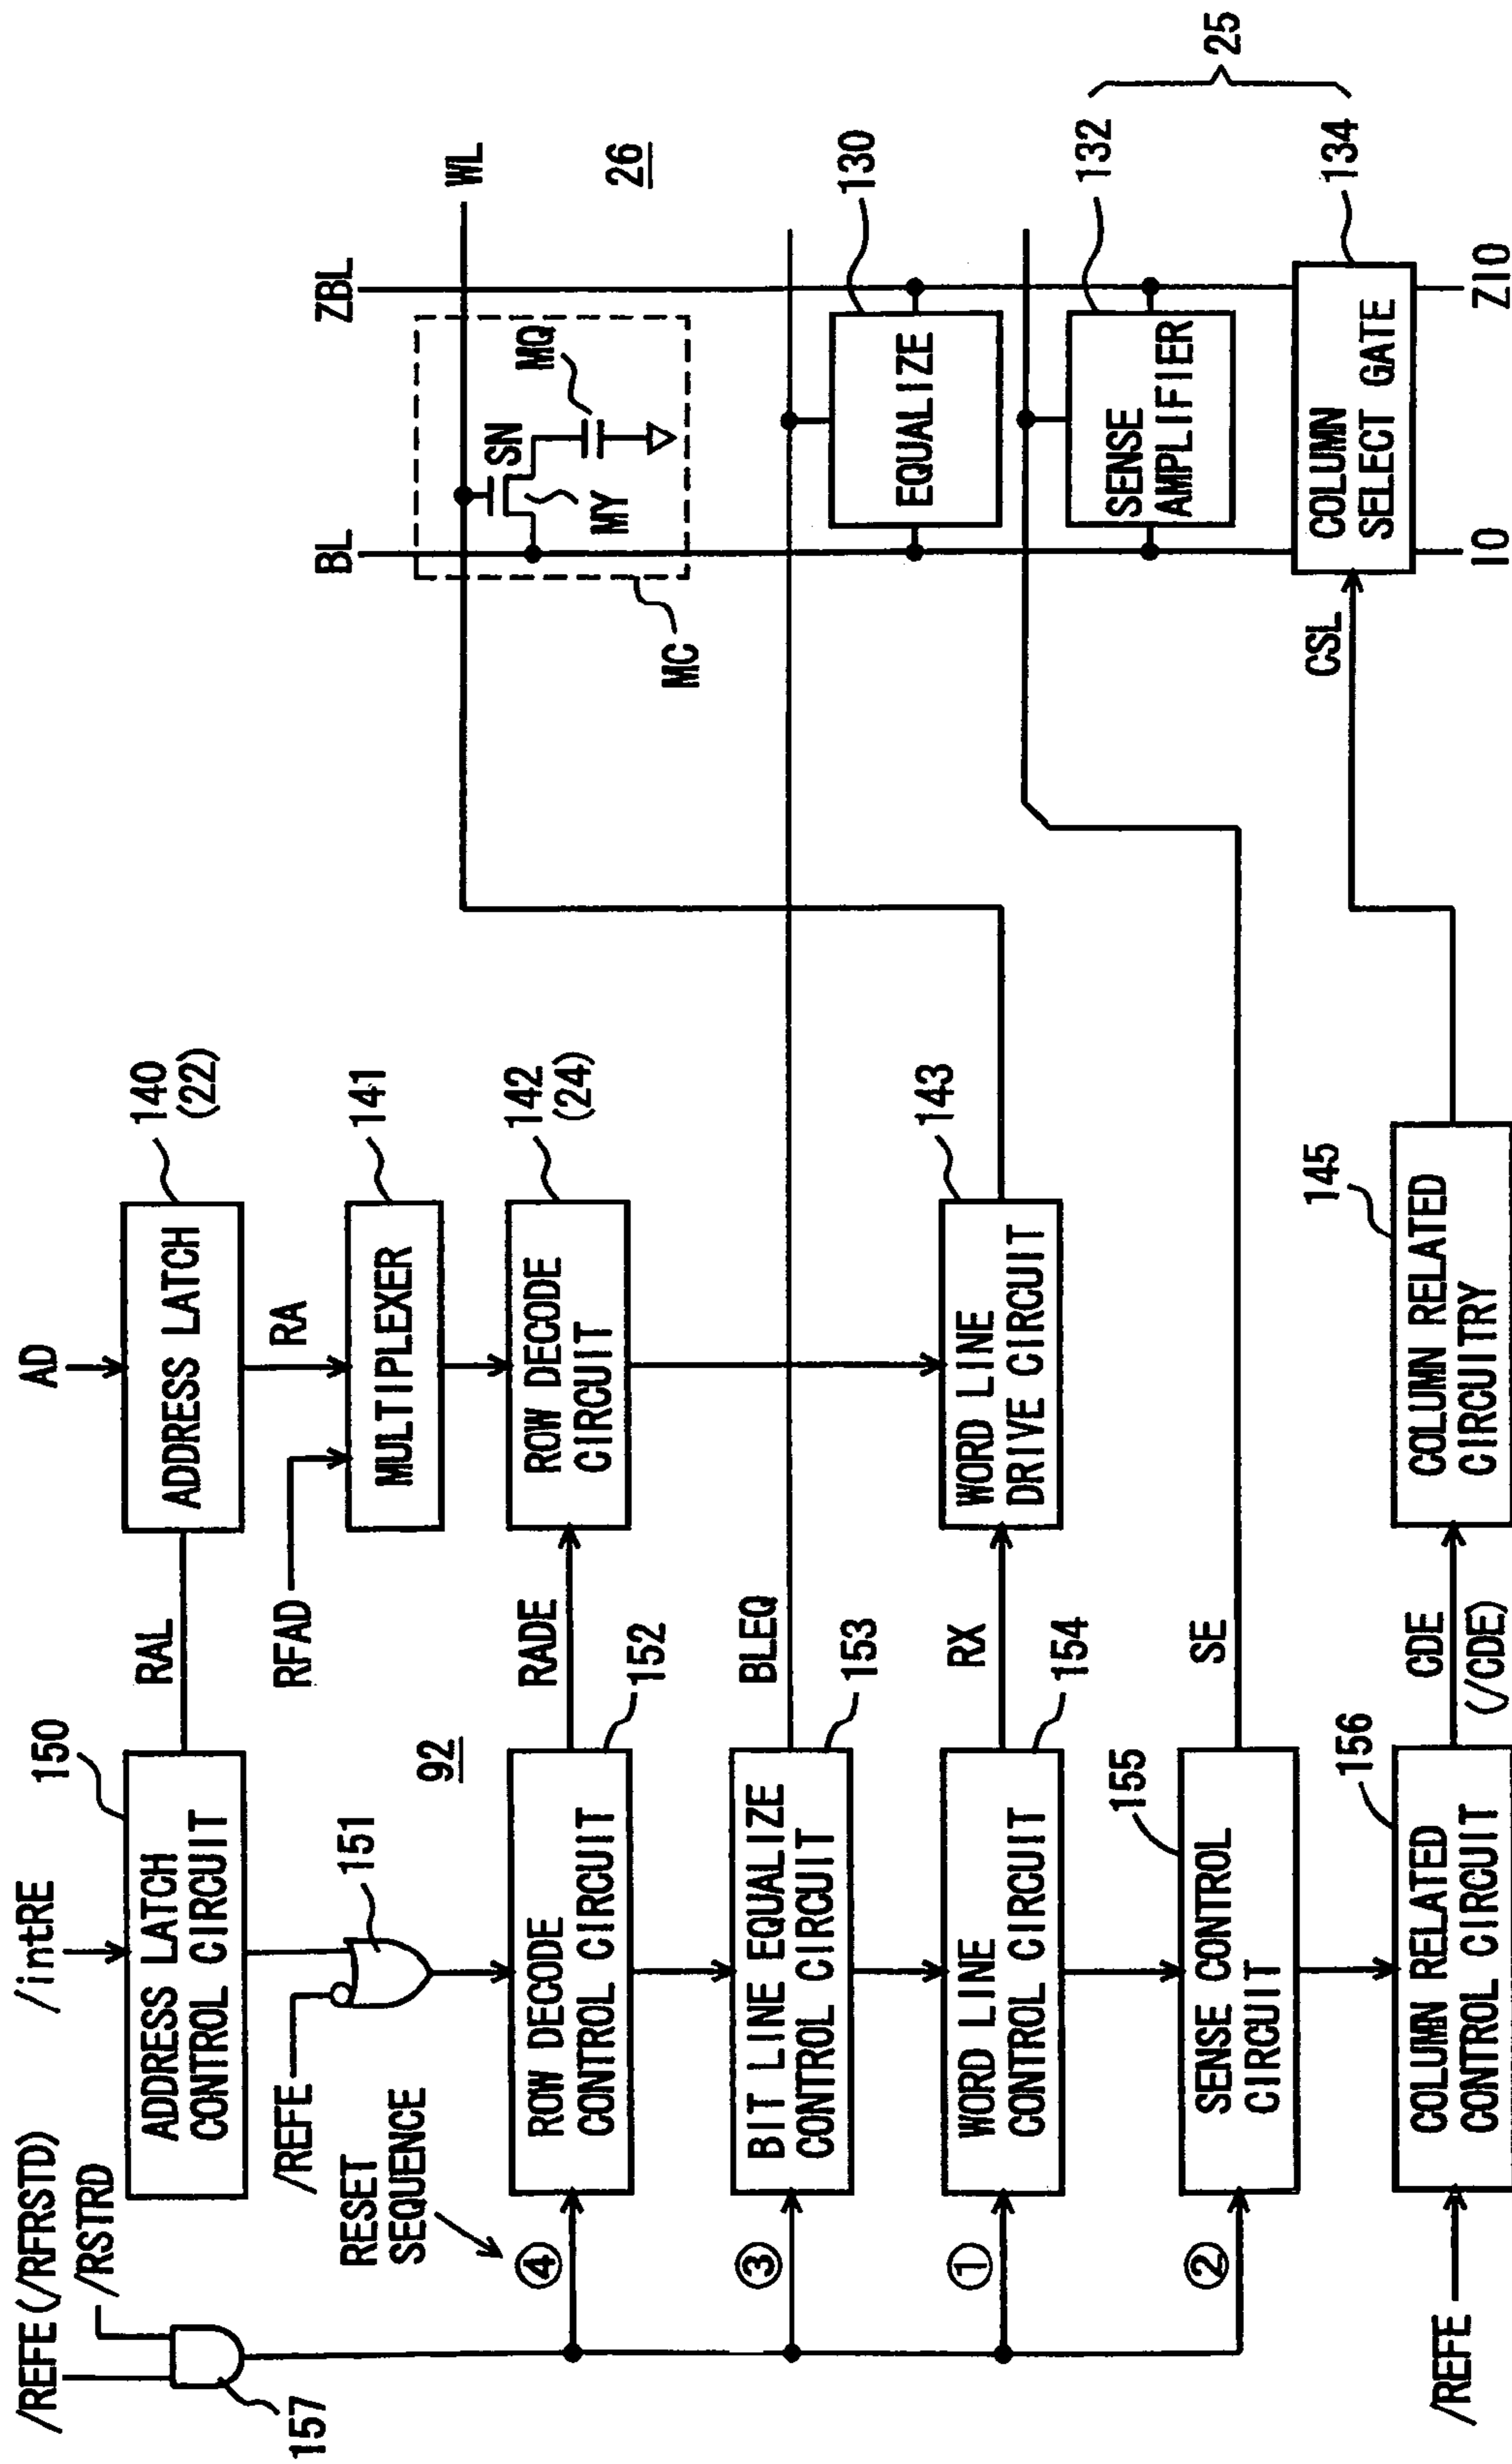 /REFE(/RFRSTD)
/RSTRD
157
/intRE
150
ADDRESS LATCH
CONTROL CIRCUIT
RAL
AD
ADDRESS LATCH
140
(22)
RA
RFAD
MULTIPLEXER
141
/REFE
151
RESET
SEQUENCE
92
④
ROW DECODE
CONTROL CIRCUIT
152
RADE
ROW DECODE
CIRCUIT
142
(24)
③
BIT LINE EQUALIZE
CONTROL CIRCUIT
153
BLEQ
①
WORD LINE
CONTROL CIRCUIT
154
RX
WORD LINE
DRIVE CIRCUIT
143
②
SENSE CONTROL
CIRCUIT
155
SE
/REFE
COLUMN RELATED
CONTROL CIRCUIT
156
CDE
(/CDE)
COLUMN RELATED
CIRCUITRY
145
BL
ZBL
WL
SN
MQ
MY
MC
26
EQUALIZE
130
SENSE
AMPLIFIER
132
25
CSL
COLUMN
SELECT GATE
134
IO
ZIO